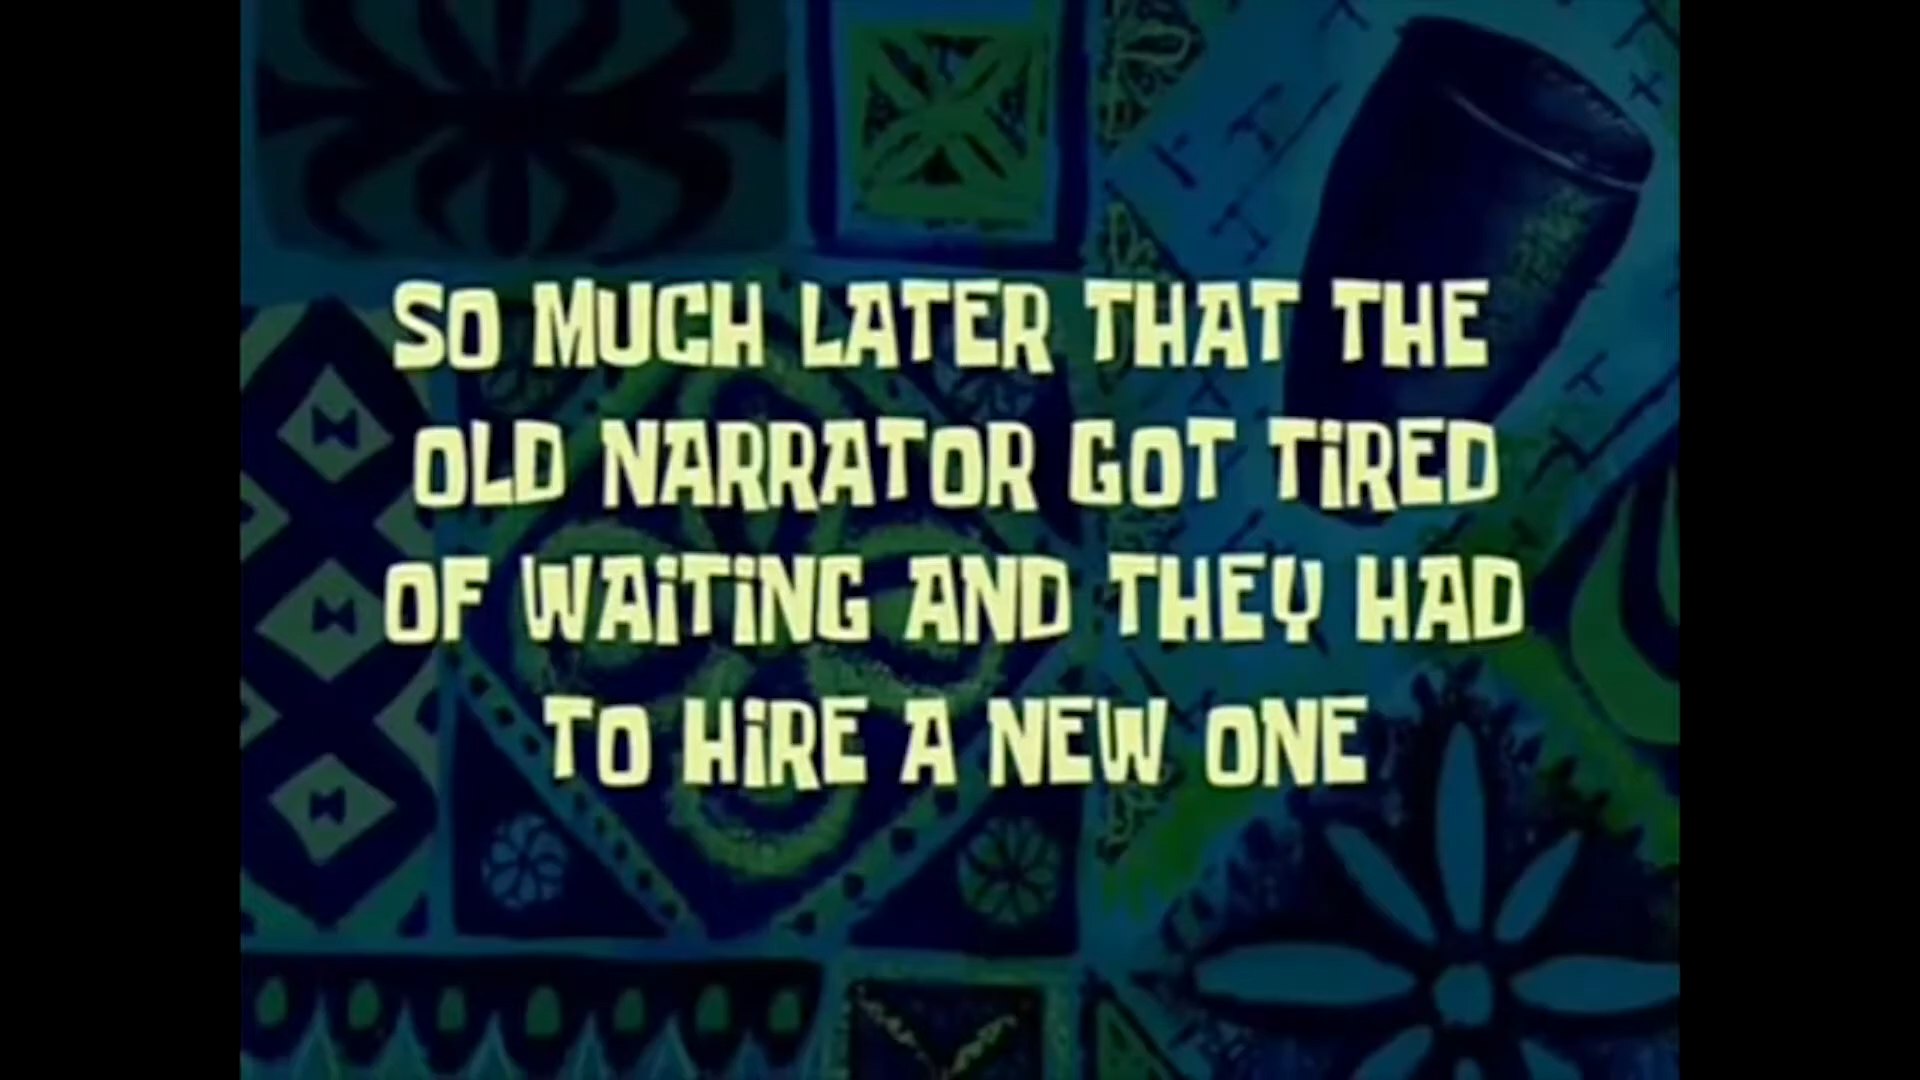 SO MUCH LATER THAT THE
OLD NARRATOR GOT TiRED
OF WAiTiNG AND THEY HAD
TO HiRE A NEW ONE